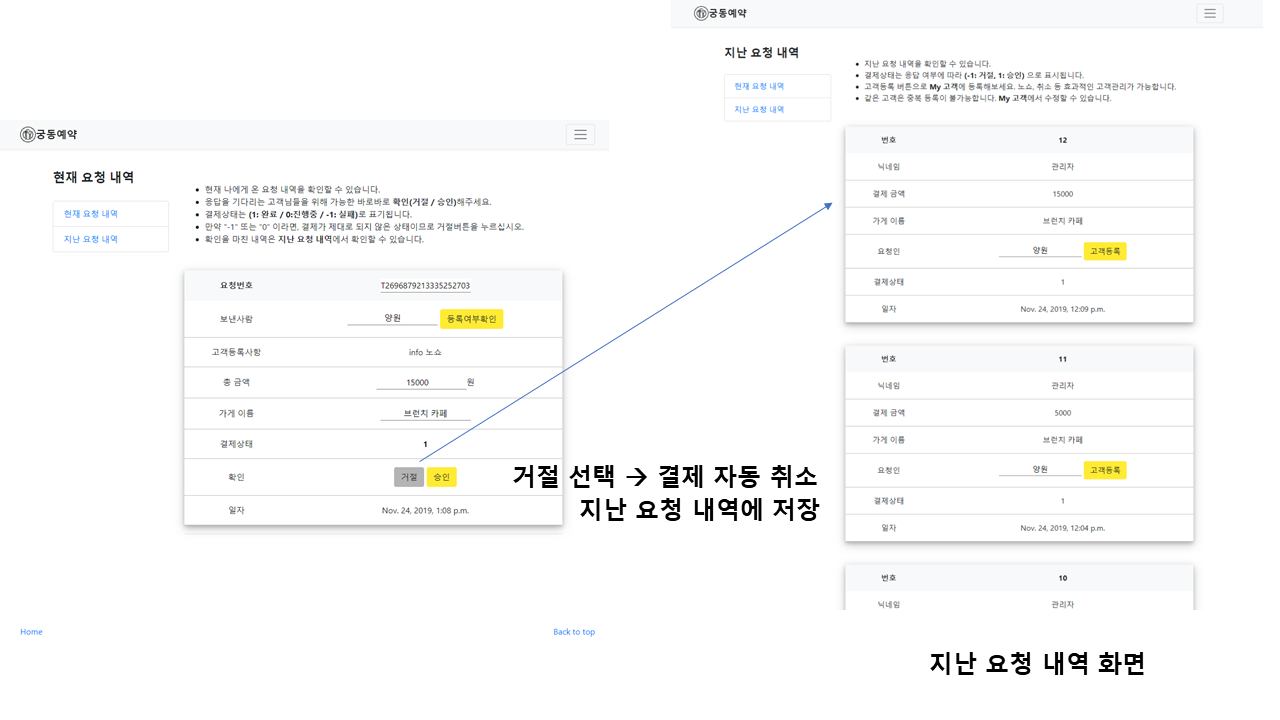 궁동예약
현재 요청 내역
현재 요청 내역
지난 요청 내역
현재 나에게 온 요청 내역을 확인할 수 있습니다.
응답을 기다리는 고객님들을 위해 가능한 바로바로 확인(거절 / 승인)해주세요.
결제상태는 (1: 완료 / 0:진행중 / -1: 실패)로 표기됩니다.
만약 "-1" 또는 "0" 이라면, 결제가 제대로 되지 않은 상태이므로 거절버튼을 누르십시오.
확인을 마친 내역은 지난 요청 내역에서 확인할 수 있습니다.
요청번호 T2696879213335252703
보낸사람 양원 등록여부확인
고객등록사항 info 노쇼
총 금액 15000 원
가게 이름 브런치 카페
결제상태 1
확인 거절 승인
일자 Nov. 24, 2019, 1:08 p.m.
Home Back to top
거절 선택 → 결제 자동 취소
지난 요청 내역에 저장
궁동예약
지난 요청 내역
현재 요청 내역
지난 요청 내역
지난 요청 내역을 확인할 수 있습니다.
결제상태는 응답 여부에 따라 (-1: 거절, 1: 승인) 으로 표시됩니다.
고객등록 버튼으로 My 고객에 등록해보세요. 노쇼, 취소 등 효과적인 고객관리가 가능합니다.
같은 고객은 중복 등록이 불가능합니다. My 고객에서 수정할 수 있습니다.
번호 12
닉네임 관리자
결제 금액 15000
가게 이름 브런치 카페
요청인 양원 고객등록
결제상태 1
일자 Nov. 24, 2019, 12:09 p.m.
번호 11
닉네임 관리자
결제 금액 5000
가게 이름 브런치 카페
요청인 양원 고객등록
결제상태 1
일자 Nov. 24, 2019, 12:04 p.m.
번호 10
닉네임 관리자
지난 요청 내역 화면